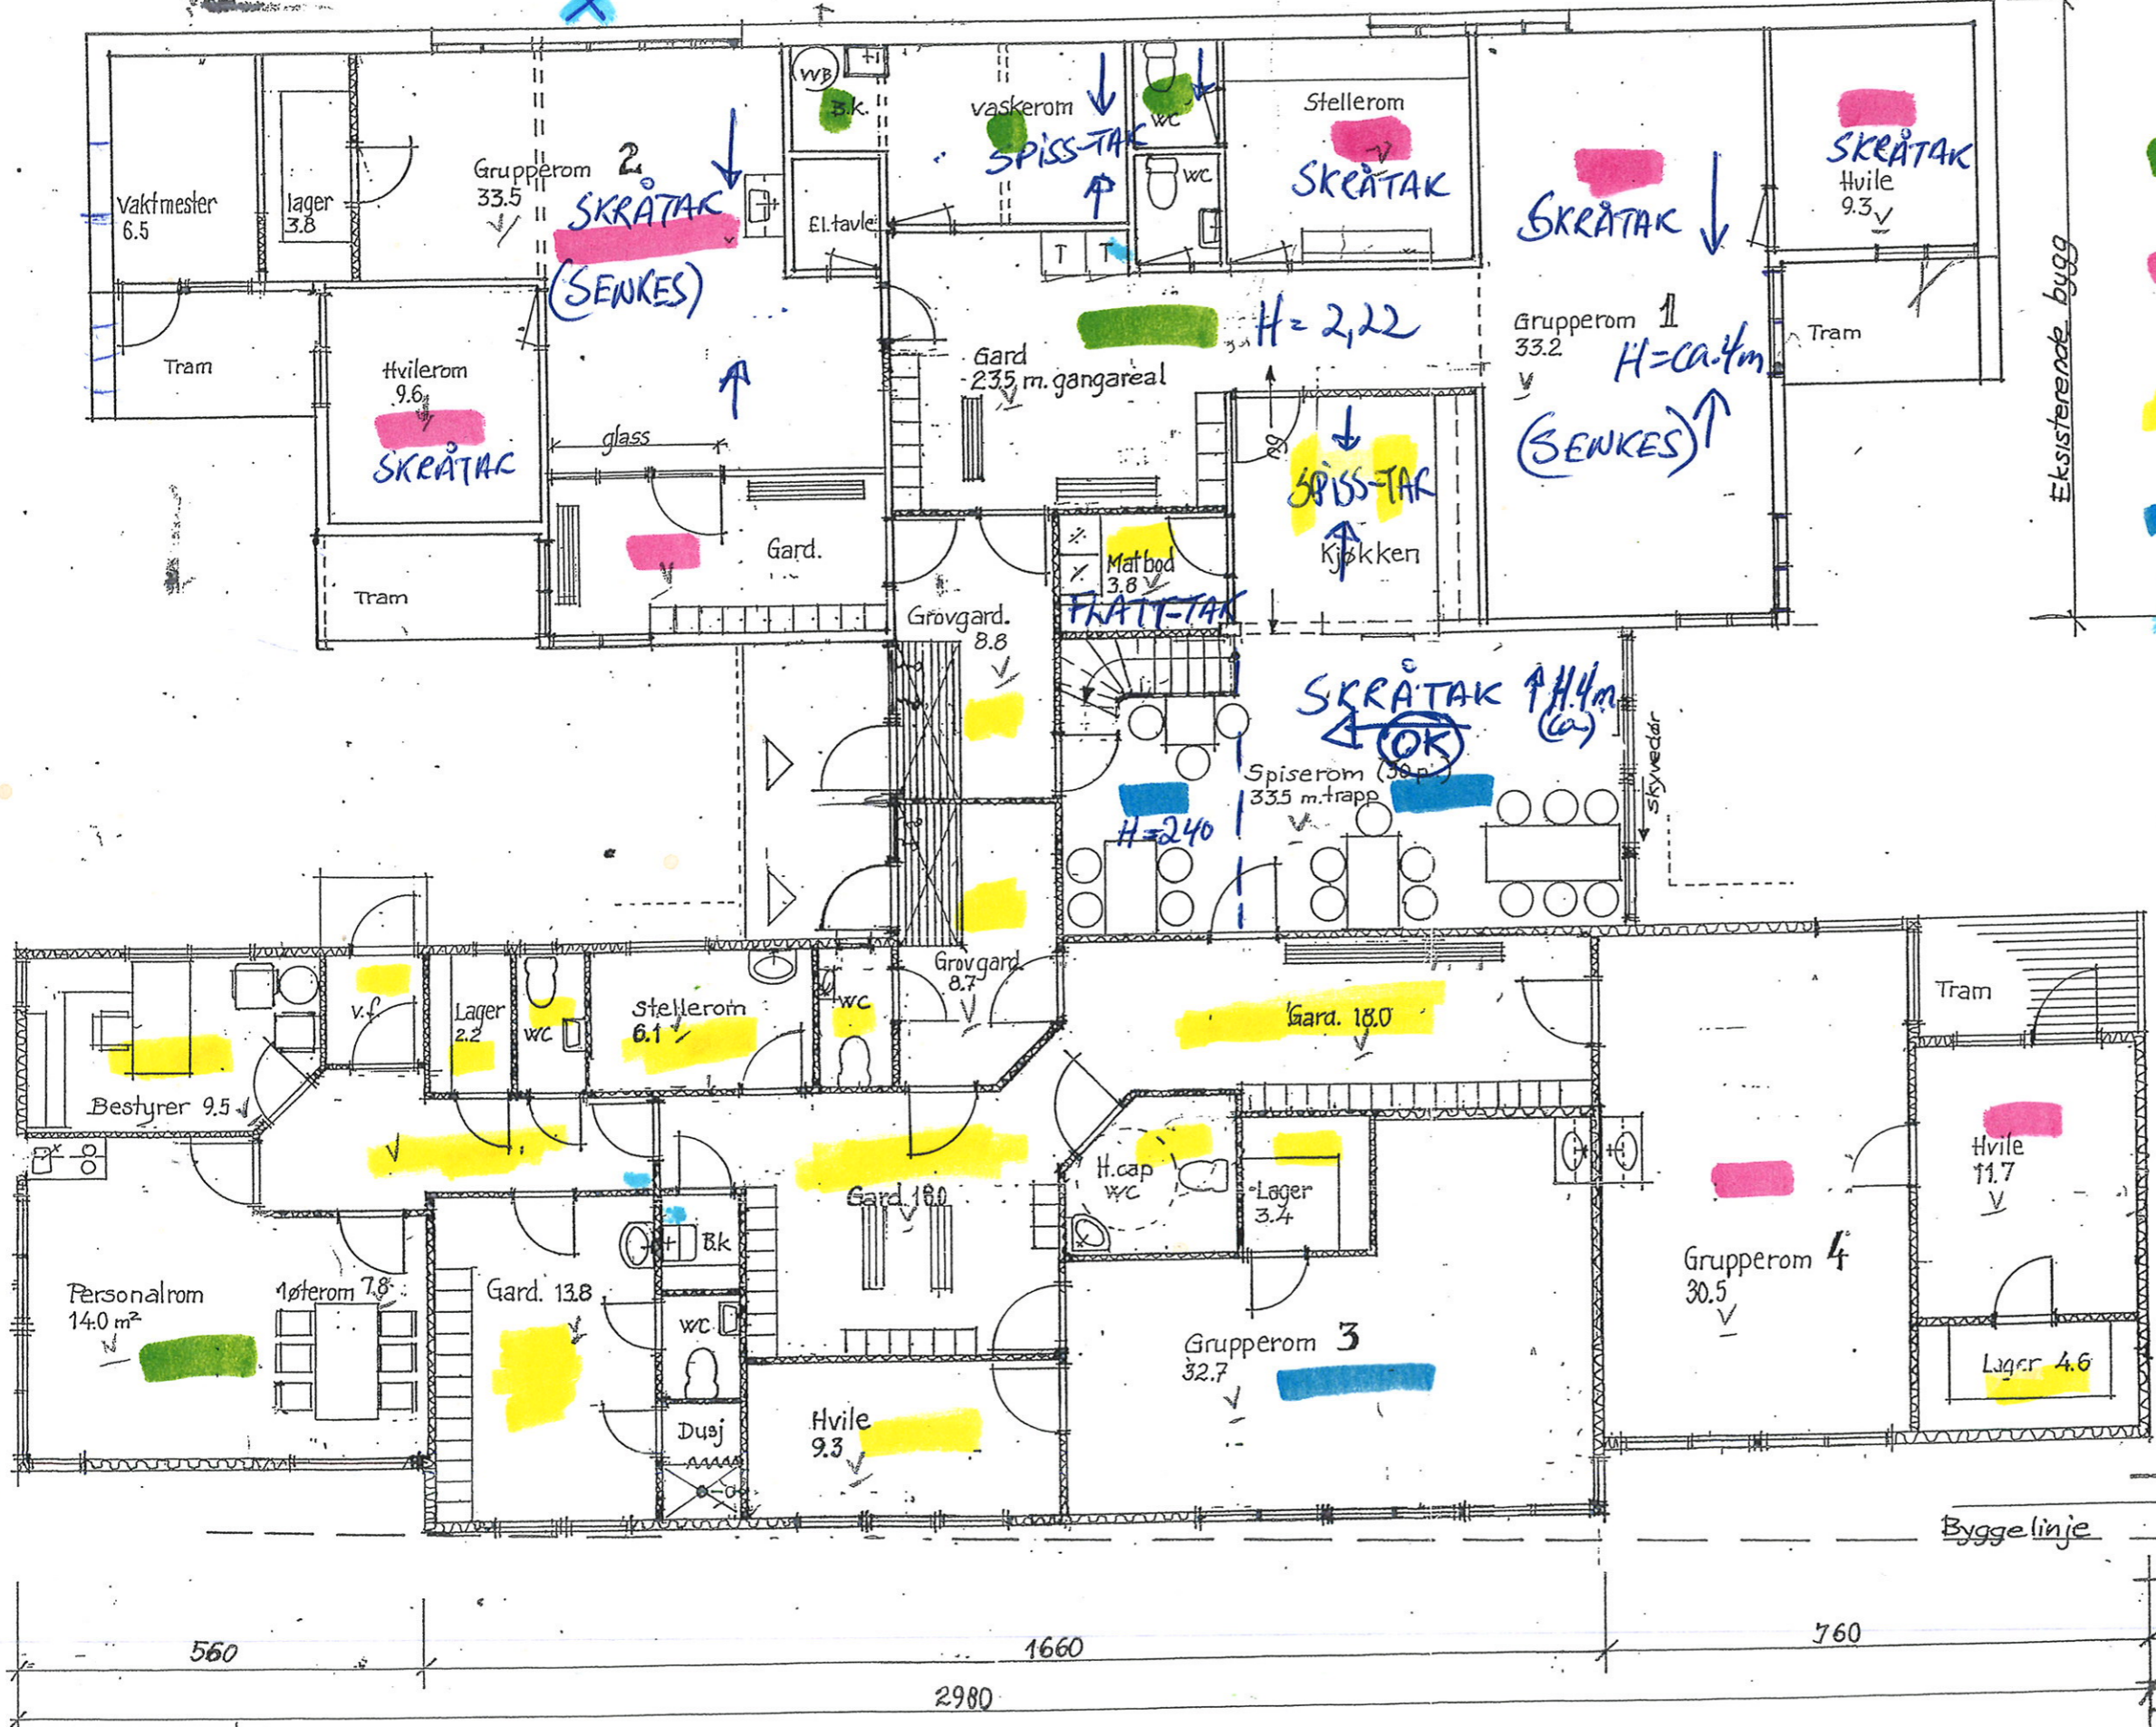 WB
B.k.
vaskerom
SPISS-TAK
WC
WC
Stellerom
SKRÅTAK
SKRÅTAK
SKRÅTAK
Hvile
9.3
Vaktmester
6.5
lager
3.8
Grupperom 2
33.5
SKRÅTAK
(SENKES)
El.tavle
T T
Tram
Hvilerom
9.6
SKRÅTAK
Gard
23.5 m. gangareal
H= 2,22
Grupperom 1
33.2
H=ca.4m
(SENKES)
Tram
Eksisterende bygg
glass
Gard.
Tram
SPISS-TAK
Kjøkken
Matbod
3.8
FLATT-TAK
Grovgard.
8.8
SKRÅTAK H.4m
(ca)
OK
Spiserom (30 p.)
33.5 m.trapp
H=240
skyvedør
Grovgard
8.7
Bestyrer 9.5
v.f.
Lager
2.2
WC
Stellerom
6.1
WC
Gard. 18.0
Tram
Hvile
11.7
H.cap
WC
Lager
3.4
Gard 18.0
B.k
Personalrom
14.0 m²
Møterom 7.8
Gard. 13.8
WC
Dusj
Hvile
9.3
Grupperom 3
32.7
Grupperom 4
30.5
Lager 4.6
Byggelinje
560
1660
760
2980